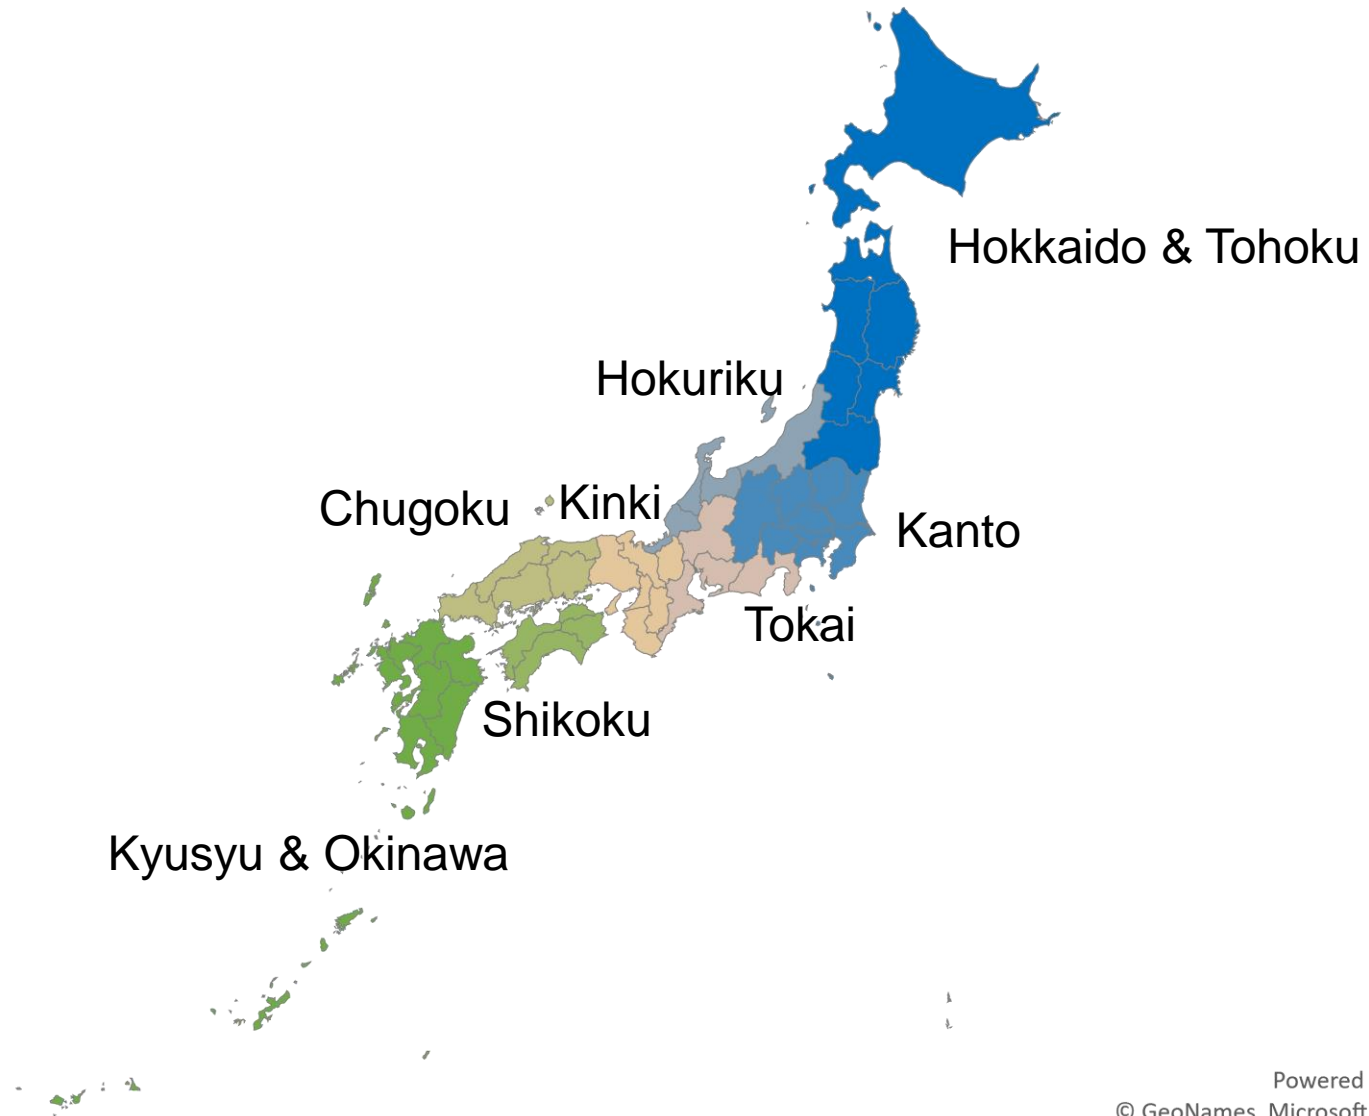 Hokkaido & Tohoku
Hokuriku
Chugoku
Kinki
Kanto
Tokai
Shikoku
Kyusyu & Okinawa
Powered
© GeoNames, Microsoft